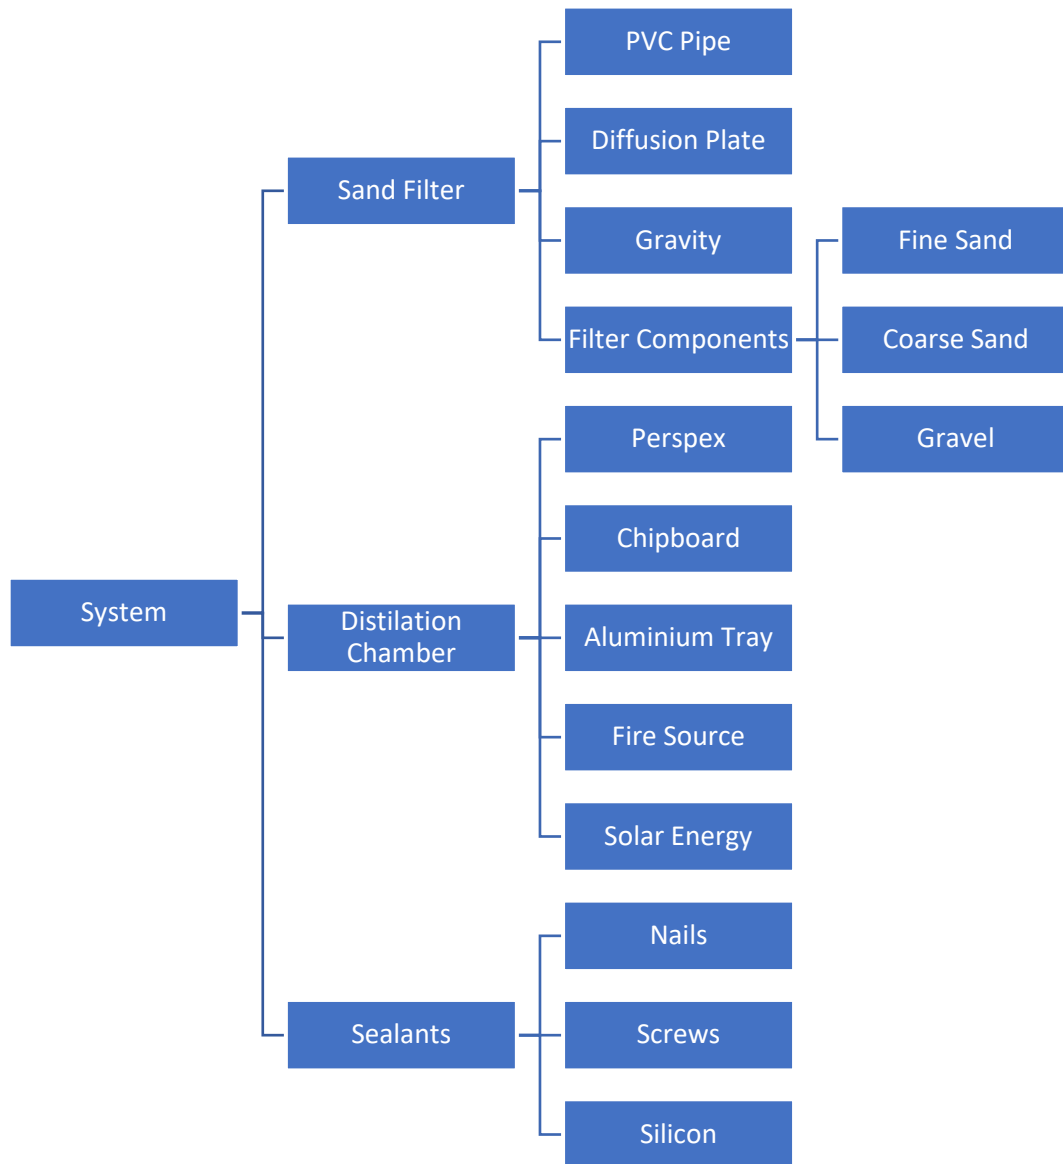 PVC Pipe
Diffusion Plate
Sand Filter
Gravity
Fine Sand
Filter Components
Coarse Sand
Perspex
Gravel
Chipboard
System
Distilation
Chamber
Aluminium Tray
Fire Source
Solar Energy
Nails
Sealants
Screws
Silicon